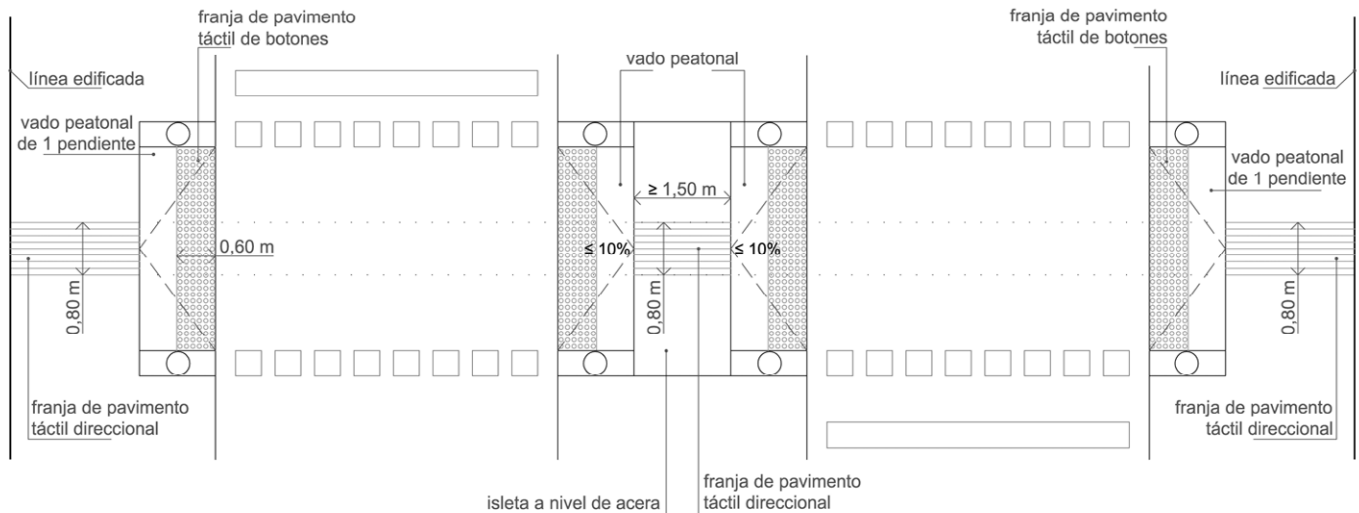 franja de pavimento
táctil de botones
línea edificada
vado peatonal
de 1 pendiente
vado peatonal
franja de pavimento
táctil de botones
línea edificada
vado peatonal
de 1 pendiente
≥ 1,50 m
0,60 m
≤ 10%
≤ 10%
0,80 m
0,80 m
0,80 m
franja de pavimento
táctil direccional
franja de pavimento
táctil direccional
isleta a nivel de acera
franja de pavimento
táctil direccional